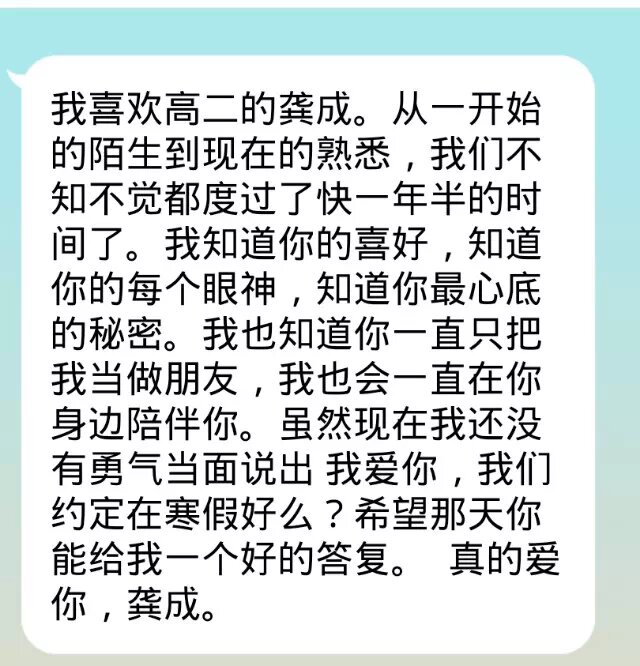 我喜欢高二的龚成。从一开始
的陌生到现在的熟悉，我们不
知不觉都度过了快一年半的时
间了。我知道你的喜好，知道
你的每个眼神，知道你最心底
的秘密。我也知道你一直只把
我当做朋友，我也会一直在你
身边陪伴你。虽然现在我还没
有勇气当面说出 我爱你，我们
约定在寒假好么？希望那天你
能给我一个好的答复。 真的爱
你，龚成。